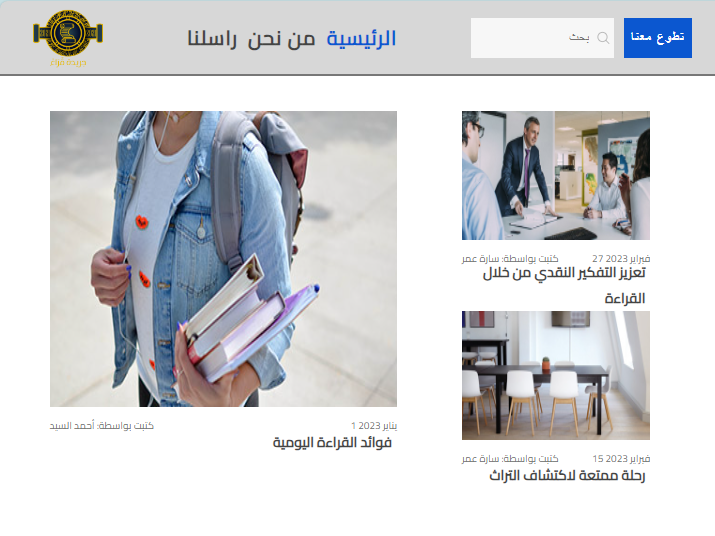 تطوع معنا
بحث
الرئيسية من نحن راسلنا
جريدة قراء
27 فبراير 2023 كتبت بواسطة: سارة عمر
تعزيز التفكير النقدي من خلال
القراءة
15 فبراير 2023 كتبت بواسطة: سارة عمر
رحلة ممتعة لاكتشاف التراث
1 يناير 2023 كتبت بواسطة: أحمد السيد
فوائد القراءة اليومية